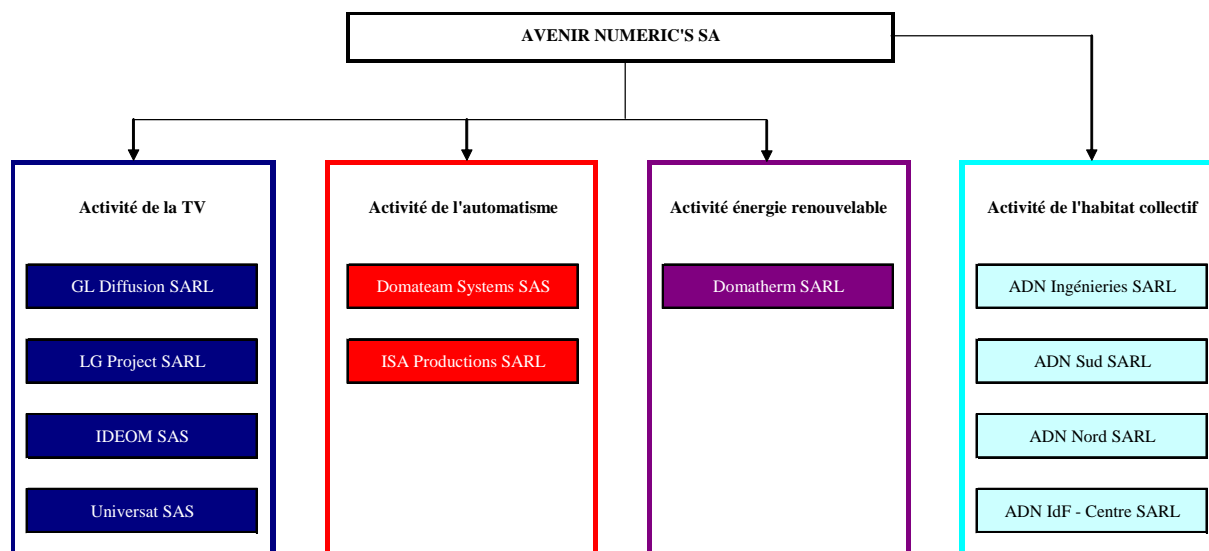 AVENIR NUMERIC'S SA
Activité de la TV
GL Diffusion SARL
LG Project SARL
IDEOM SAS
Universat SAS
Activité de l'automatisme
Domateam Systems SAS
ISA Productions SARL
Activité énergie renouvelable
Domatherm SARL
Activité de l'habitat collectif
ADN Ingénieries SARL
ADN Sud SARL
ADN Nord SARL
ADN IdF - Centre SARL